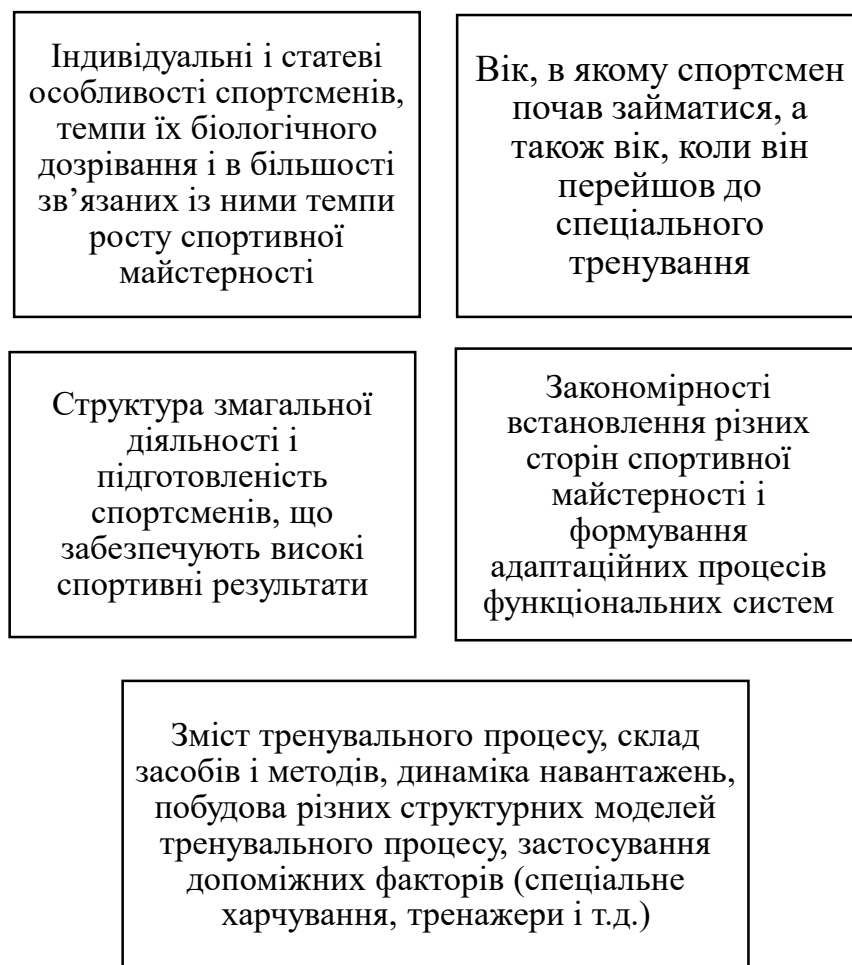 Індивідуальні і статеві
особливості спортсменів,
темпи їх біологічного
дозрівання і в більшості
зв’язаних із ними темпи
росту спортивної
майстерності
Вік, в якому спортсмен
почав займатися, а
також вік, коли він
перейшов до
спеціального
тренування
Структура змагальної
діяльності і
підготовленість
спортсменів, що
забезпечують високі
спортивні результати
Закономірності
встановлення різних
сторін спортивної
майстерності і
формування
адаптаційних процесів
функціональних систем
Зміст тренувального процесу, склад
засобів і методів, динаміка навантажень,
побудова різних структурних моделей
тренувального процесу, застосування
допоміжних факторів (спеціальне
харчування, тренажери і т.д.)